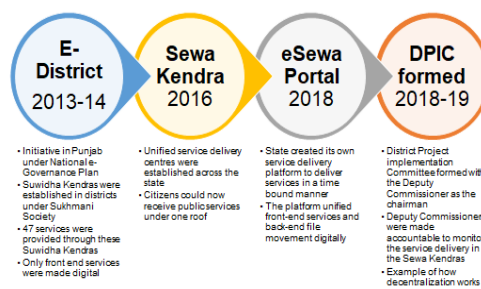 E-
District
2013-14
Sewa
Kendra
2016
eSewa
Portal
2018
DPIC
formed
2018-19
• Initiative in Punjab
under National e-
Governance Plan
• Suwidha Kendras were
established in districts
under Sukhmani
Society
• 47 services were
provided through these
Suwidha Kendras
• Only front end services
were made digital
• Unified service delivery
centres were
established across the
state
• Citizens could now
receive public services
under one roof
• State created its own
service delivery
platform to deliver
services in a time
bound manner
• The platform unified
front-end services and
back-end file
movement digitally
• District Project
implementation
Committee formed with
the Deputy
Commissioner as the
chairman
• Deputy Commissioner
were made
accountable to monitor
the service delivery in
the Sewa Kendras
• Example of how
decentralization works